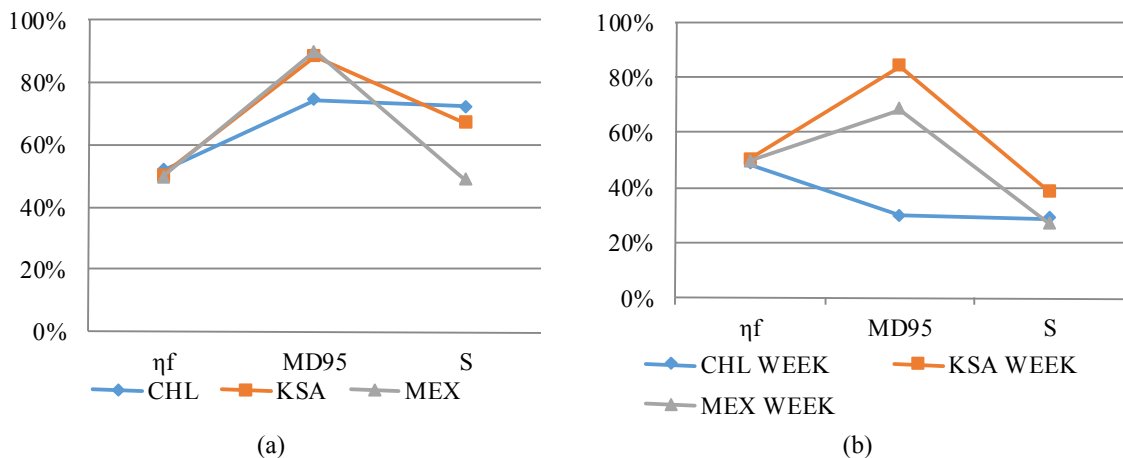 100%
80%
60%
40%
20%
0%
ηf MD95 S
CHL KSA MEX
(a)
100%
80%
60%
40%
20%
0%
ηf MD95 S
CHL WEEK KSA WEEK
MEX WEEK
(b)